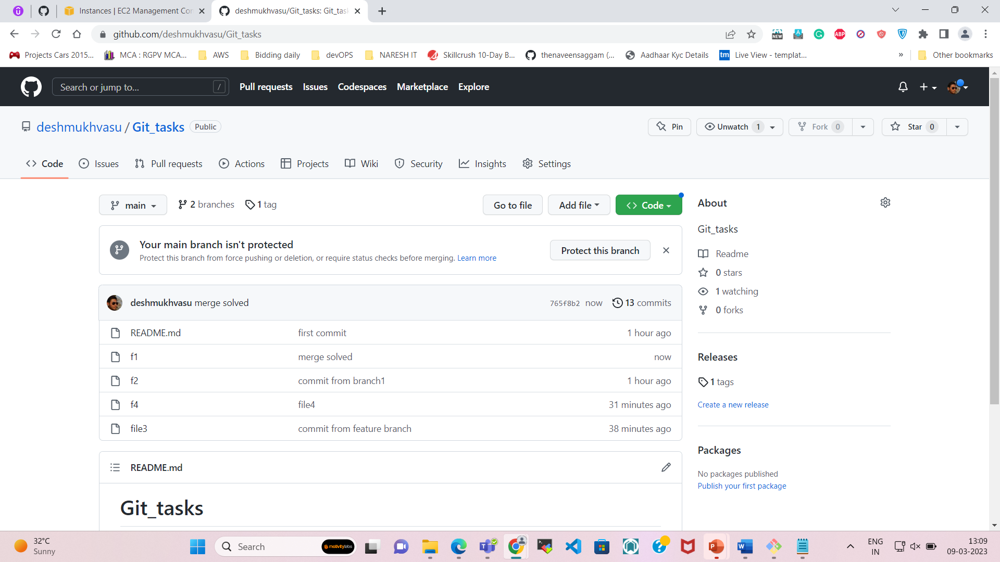 Instances | EC2 Management Con
deshmukhvasu/Git_tasks: Git_task
github.com/deshmukhvasu/Git_tasks
NEW
ABP
Projects Cars 2015...
MCA : RGPV MCA...
AWS
Bidding daily
devOPS
NARESH IT
Skillcrush 10-Day B...
thenaveensaggam (...
Aadhaar Kyc Details
tm
Live View - templat...
»
Other bookmarks
Search or jump to...
/
Pull requests
Issues
Codespaces
Marketplace
Explore
deshmukhvasu / Git_tasks
Public
Pin
Unwatch 1
Fork 0
Star 0
Code
Issues
Pull requests
Actions
Projects
Wiki
Security
Insights
Settings
main
2 branches
1 tag
Go to file
Add file
Code
About
Git_tasks
Your main branch isn't protected
Protect this branch from force pushing or deletion, or require status checks before merging. Learn more
Protect this branch
Readme
0 stars
1 watching
0 forks
deshmukhvasu merge solved
765f8b2 now
13 commits
README.md first commit 1 hour ago
f1 merge solved now
f2 commit from branch1 1 hour ago
f4 file4 31 minutes ago
file3 commit from feature branch 38 minutes ago
Releases
1 tags
Create a new release
Packages
No packages published
Publish your first package
README.md
Git_tasks
32°C
Sunny
Search
motivitylabs
ENG
IN
13:09
09-03-2023